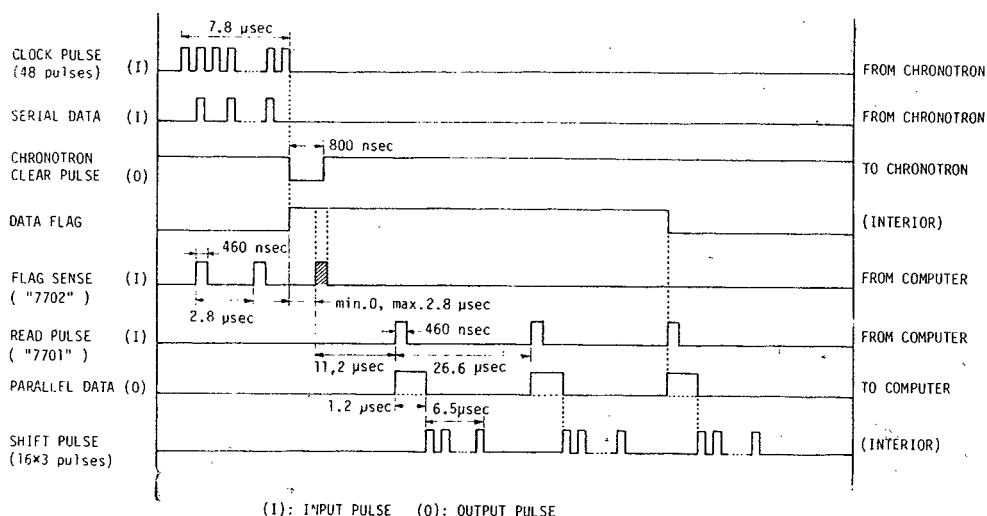 7.8 µsec
CLOCK PULSE (I) FROM CHRONOTRON
(48 pulses)
SERIAL DATA (I) FROM CHRONOTRON
800 nsec
CHRONOTRON
CLEAR PULSE (O) TO CHRONOTRON
DATA FLAG (INTERIOR)
460 nsec
FLAG SENSE (I) FROM COMPUTER
( "7702" )
min.0, max.2.8 µsec
2.8 µsec
READ PULSE (I) 460 nsec FROM COMPUTER
( "7701" )
11,2 µsec 26.6 µsec
PARALLEL DATA (O) TO COMPUTER
1.2 µsec 6.5µsec
SHIFT PULSE (INTERIOR)
(16×3 pulses)
(I): INPUT PULSE (O): OUTPUT PULSE